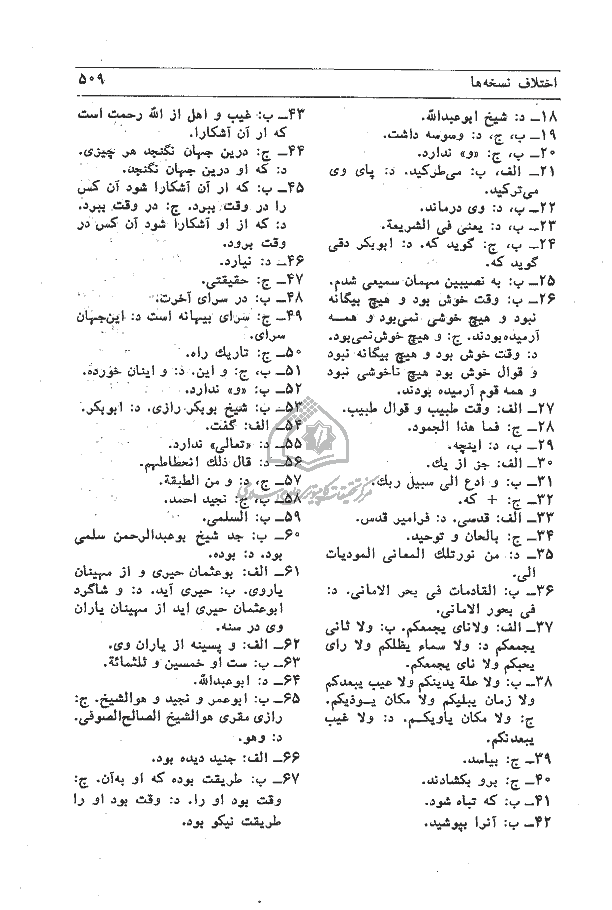 اختلاف نسخه‌ها
۵۰۹
۱۸ـ د: شیخ ابوعبدالله.
۱۹ـ ب، ج، د: وسوسه داشت.
۲۰ـ ب، ج: «و» ندارد.
۲۱ـ الف، ب: می‌طرکید. د: پای وی
می‌ترکید.
۲۲ـ ب، د: وی درماند.
۲۳ـ ب، د: یعنی فی الشریعة.
۲۴ـ ب، ج: گوید که. د: ابوبکر دقی
گوید که.
۲۵ـ ب: به نصیبین مهمان سمیعی شدم.
۲۶ـ ب: وقت خوش بود و هیچ بیگانه
نبود و هیچ خوشی نمی‌بود و همه
آرمیده‌بودند. ج: و هیچ خوش‌نمی‌بود.
د: وقت خوش بود و هیچ بیگانه نبود
و قوال خوش بود هیچ ناخوشی نبود
و همه قوم آرمیده بودند.
۲۷ـ الف: وقت طبیب و قوال طبیب.
۲۸ـ ج: فما هذا الجمود.
۲۹ـ ب، د: اینچه.
۳۰ـ الف: جز از یك.
۳۱ـ ب: و ادع الی سبیل ربك.
۳۲ـ ج: + که.
۳۳ـ الف: قدسی. د: فرامیر قدس.
۳۴ـ ج: بالحان و توحید.
۳۵ـ د: من نورتلك المعانی المودیات
الی.
۳۶ـ ب: القادمات فی بحر الامانی. د:
فی بحور الامانی.
۳۷ـ الف: ولانای یجمعکم. ب: ولا ثانی
یجمعکم د: ولا سماء یظلکم ولا رای
یحبکم ولا نای یجمعکم.
۳۸ـ ب: ولا علة یدینکم ولا عیب یبعدکم
ولا زمان یبلیکم ولا مکان یـوذیکم.
ج: ولا مکان یاویکم. د: ولا غیب
یبعدنکم.
۳۹ـ ج: بیاسد.
۴۰ـ ج: برو بکشادند.
۴۱ـ ب: که تباه شود.
۴۲ـ ب: آنرا بپوشید.
۴۳ـ ب: غیب و اهل از الله رحمت است
که ار آن آشکارا.
۴۴ـ ج: درین جهان نگنجد هر چیزی.
د: که او درین جهان نگنجد.
۴۵ـ ب: که ار آن آشکارا شود آن کس
را در وقت ببرد. ج: در وقت ببرد.
د: که از او آشکارا شود آن کس در
وقت برود.
۴۶ـ د: نیارد.
۴۷ـ ج: حقیقتی.
۴۸ـ ب: در سرای آخرت.
۴۹ـ ج: سرای بیهانه است د: این‌جهان
سرای.
۵۰ـ ج: تاریك راه.
۵۱ـ ب، ج: و این. د: و اینان خورده.
۵۲ـ ب: «و» ندارد.
۵۳ـ ب: شیخ بوبکر رازی. د: ابوبکر.
۵۴ـ الف: گفت.
۵۵ـ د: «تعالی» ندارد.
۵۶ـ د: قال ذلك انحطاطهم.
۵۷ـ ج، د: و من الطبقة.
۵۸ـ ب، ج: نجید احمد.
۵۹ـ ب: السلمی.
۶۰ـ ب: جد شیخ بوعبدالرحمن سلمی
بود. د: بوده.
۶۱ـ الف: بوعثمان حیری و از مهینان
یاروی. ب: حیری آید. د: و شاگرد
ابوعثمان حیری اید از مهینان یاران
وی در سنه.
۶۲ـ الف: و پسینه از یاران وی.
۶۳ـ ب: ست او خمسین و ثلثمائة.
۶۴ـ د: ابوعبدالله.
۶۵ـ ب: ابوعمر و نجید و هوالشیخ. ج:
رازی مقری هوالشیخ الصالح‌الصوفی.
د: وهو.
۶۶ـ الف: جنید دیده بود.
۶۷ـ ب: طریقت بوده که او به‌آن. ج:
وقت بود او را. د: وقت بود او را
طریقت نیکو بود.